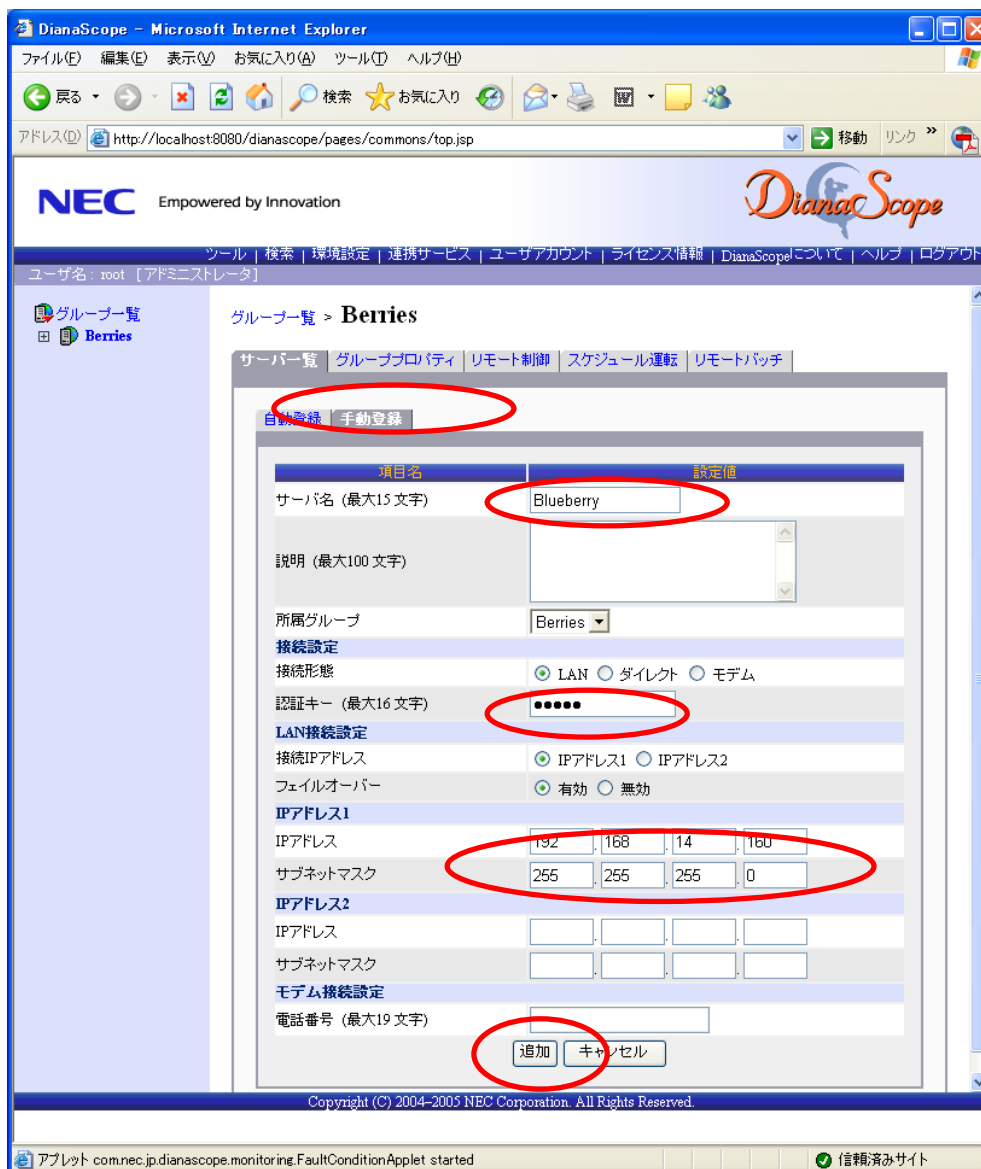 DianaScope - Microsoft Internet Explorer
ファイル(F) 編集(E) 表示(V) お気に入り(A) ツール(T) ヘルプ(H)
戻る 検索 お気に入り
アドレス(D) http://localhost:8080/dianascope/pages/commons/top.jsp 移動 リンク »
NEC Empowered by Innovation DianaScope
ツール | 検索 | 環境設定 | 連携サービス | ユーザアカウント | ライセンス情報 | DianaScopeについて | ヘルプ | ログアウト
ユーザ名 : root [アドミニストレータ]
グループ一覧
Berries
グループ一覧 > Berries
サーバ一覧 グループプロパティ リモート制御 スケジュール運転 リモートバッチ
自動登録 手動登録
項目名 設定値
サーバ名 (最大15 文字) Blueberry
説明 (最大100 文字)
所属グループ Berries
接続設定
接続形態 LAN ダイレクト モデム
認証キー (最大16 文字) ●●●●●
LAN接続設定
接続IPアドレス IPアドレス1 IPアドレス2
フェイルオーバー 有効 無効
IPアドレス1
IPアドレス 192 . 168 . 14 . 160
サブネットマスク 255 . 255 . 255 . 0
IPアドレス2
IPアドレス . . .
サブネットマスク . . .
モデム接続設定
電話番号 (最大19 文字)
追加 キャンセル
Copyright (C) 2004-2005 NEC Corporation. All Rights Reserved.
アプレット com.nec.jp.dianascope.monitoring.FaultConditionApplet started 信頼済みサイト